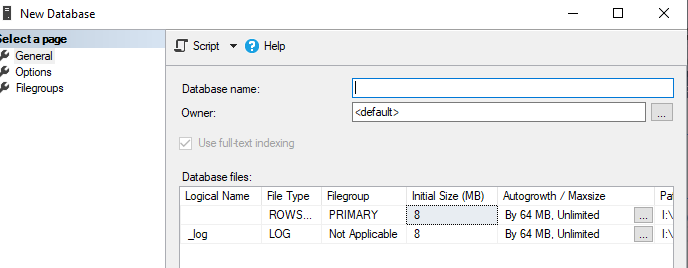 New Database
Select a page
General
Options
Filegroups
Script
Help
Database name:
Owner: <default> ...
Use full-text indexing
Database files:
Logical Name File Type Filegroup Initial Size (MB) Autogrowth / Maxsize
ROWS... PRIMARY 8 By 64 MB, Unlimited ... I:\
_log LOG Not Applicable 8 By 64 MB, Unlimited ... I:\